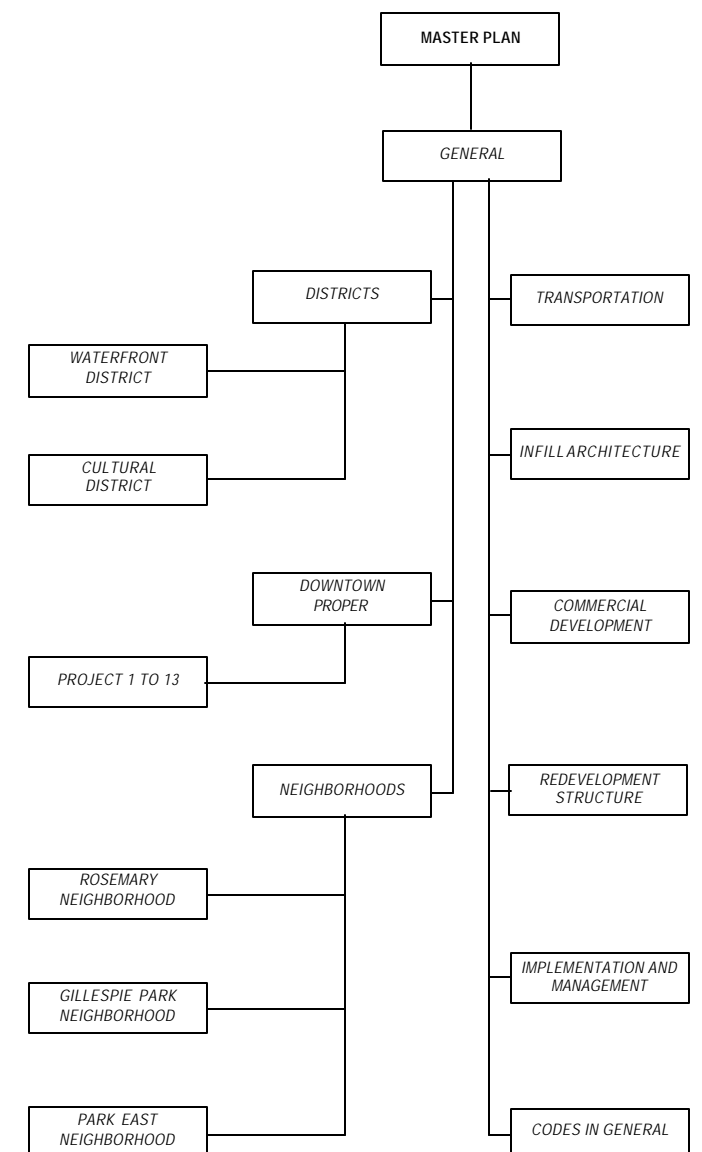 MASTER PLAN
GENERAL
DISTRICTS
TRANSPORTATION
WATERFRONT
DISTRICT
CULTURAL
DISTRICT
INFILL ARCHITECTURE
DOWNTOWN
PROPER
COMMERCIAL
DEVELOPMENT
PROJECT 1 TO 13
NEIGHBORHOODS
REDEVELOPMENT
STRUCTURE
ROSEMARY
NEIGHBORHOOD
GILLESPIE PARK
NEIGHBORHOOD
IMPLEMENTATION AND
MANAGEMENT
PARK EAST
NEIGHBORHOOD
CODES IN GENERAL